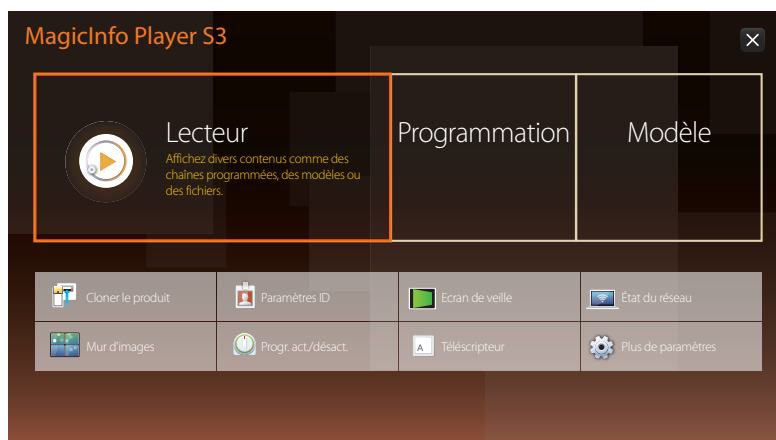 MagicInfo Player S3
Lecteur
Affichez divers contenus comme des
chaînes programmées, des modèles ou
des fichiers.
Programmation
Modèle
Cloner le produit
Paramètres ID
Ecran de veille
État du réseau
Mur d'images
Progr. act./désact.
A
Téléscripteur
Plus de paramètres